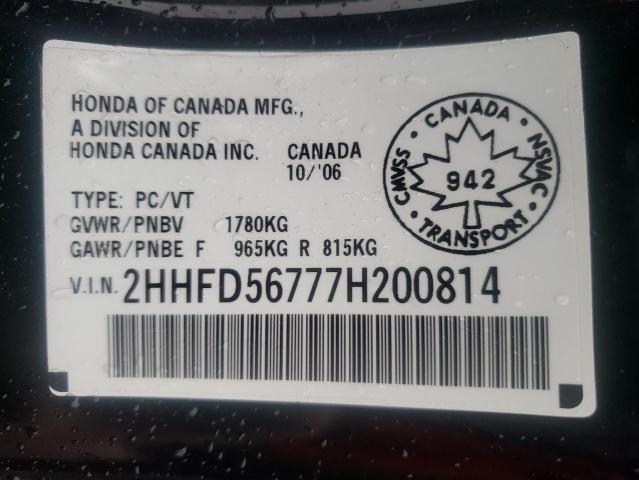 HONDA OF CANADA MFG.,
A DIVISION OF
HONDA CANADA INC. CANADA
10/'06
TYPE: PC/VT
GVWR/PNBV 1780KG
GAWR/PNBE F 965KG R 815KG
V.I.N. 2HHFD56777H200814
CANADA
CMVSS • NSVAC
942
TRANSPORT